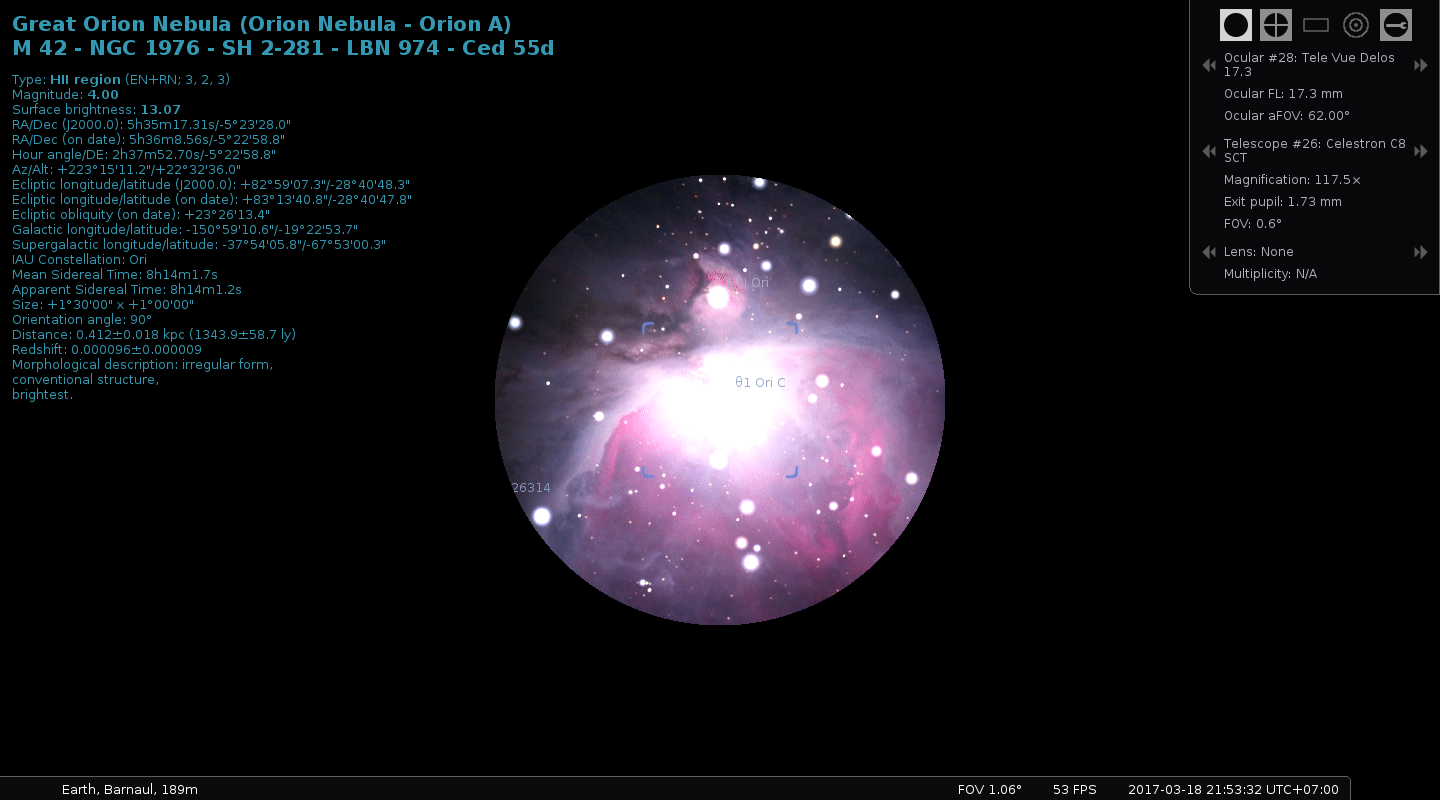 Great Orion Nebula (Orion Nebula - Orion A)
M 42 - NGC 1976 - SH 2-281 - LBN 974 - Ced 55d
Type: HII region (EN+RN; 3, 2, 3)
Magnitude: 4.00
Surface brightness: 13.07
RA/Dec (J2000.0): 5h35m17.31s/-5°23'28.0"
RA/Dec (on date): 5h36m8.56s/-5°22'58.8"
Hour angle/DE: 2h37m52.70s/-5°22'58.8"
Az/Alt: +223°15'11.2"/+22°32'36.0"
Ecliptic longitude/latitude (J2000.0): +82°59'07.3"/-28°40'48.3"
Ecliptic longitude/latitude (on date): +83°13'40.8"/-28°40'47.8"
Ecliptic obliquity (on date): +23°26'13.4"
Galactic longitude/latitude: -150°59'10.6"/-19°22'53.7"
Supergalactic longitude/latitude: -37°54'05.8"/-67°53'00.3"
IAU Constellation: Ori
Mean Sidereal Time: 8h14m1.7s
Apparent Sidereal Time: 8h14m1.2s
Size: +1°30'00" x +1°00'00"
Orientation angle: 90°
Distance: 0.412±0.018 kpc (1343.9±58.7 ly)
Redshift: 0.000096±0.000009
Morphological description: irregular form,
conventional structure,
brightest.
Ori
θ1 Ori C
26314
Ocular #28: Tele Vue Delos
17.3
Ocular FL: 17.3 mm
Ocular aFOV: 62.00°
Telescope #26: Celestron C8
SCT
Magnification: 117.5×
Exit pupil: 1.73 mm
FOV: 0.6°
Lens: None
Multiplicity: N/A
Earth, Barnaul, 189m
FOV 1.06°
53 FPS
2017-03-18 21:53:32 UTC+07:00